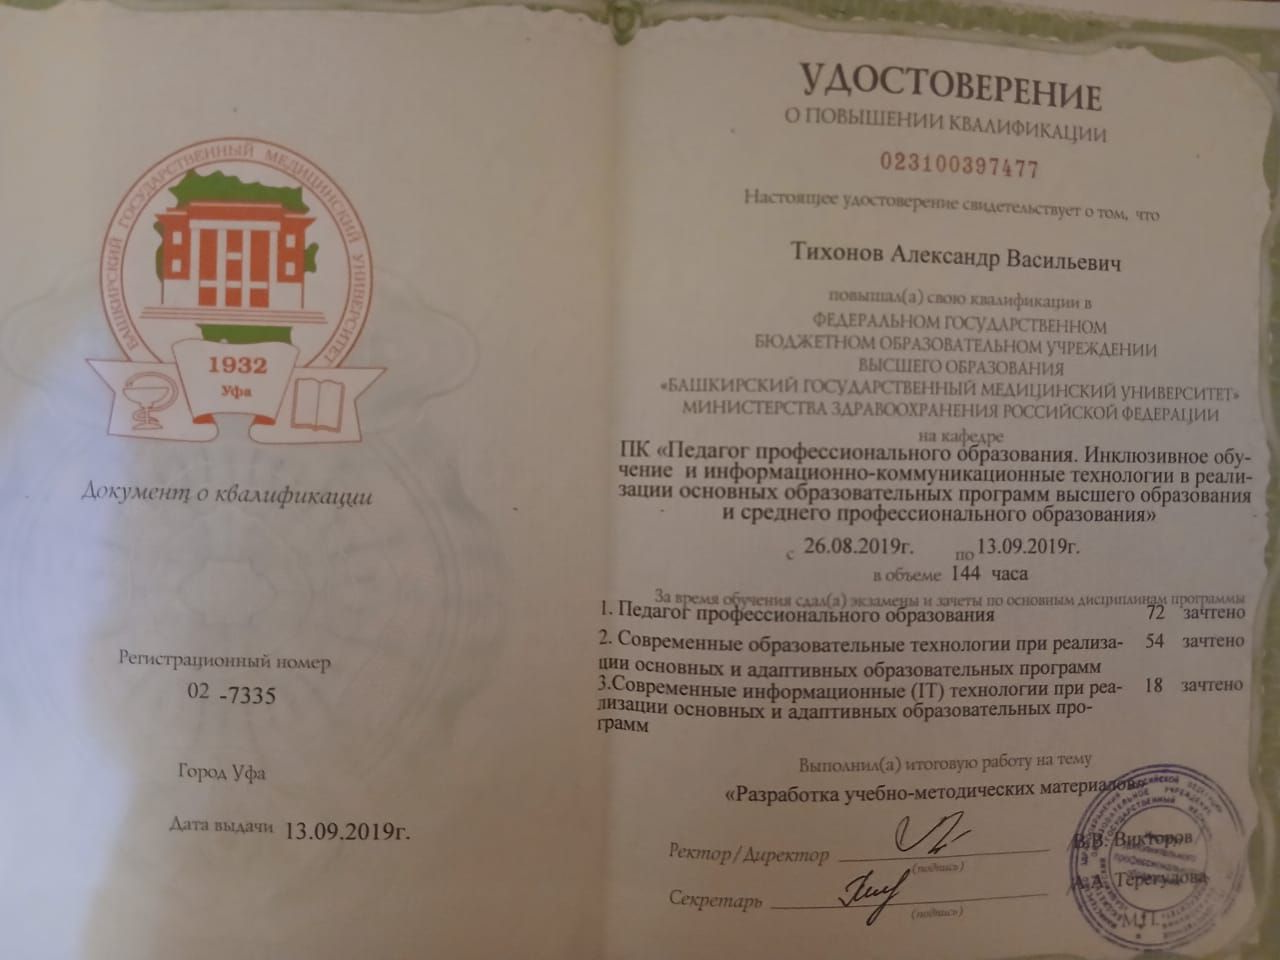 БАШКИРСКИЙ ГОСУДАРСТВЕННЫЙ МЕДИЦИНСКИЙ УНИВЕРСИТЕТ
1932
Уфа
Документ о квалификации
Регистрационный номер
02 -7335
Город Уфа
Дата выдачи 13.09.2019г.
УДОСТОВЕРЕНИЕ
О ПОВЫШЕНИИ КВАЛИФИКАЦИИ
023100397477
Настоящее удостоверение свидетельствует о том, что
Тихонов Александр Васильевич
повышал(а) свою квалификации в
ФЕДЕРАЛЬНОМ ГОСУДАРСТВЕННОМ
БЮДЖЕТНОМ ОБРАЗОВАТЕЛЬНОМ УЧРЕЖДЕНИИ
ВЫСШЕГО ОБРАЗОВАНИЯ
«БАШКИРСКИЙ ГОСУДАРСТВЕННЫЙ МЕДИЦИНСКИЙ УНИВЕРСИТЕТ»
МИНИСТЕРСТВА ЗДРАВООХРАНЕНИЯ РОССИЙСКОЙ ФЕДЕРАЦИИ
на кафедре
ПК «Педагог профессионального образования. Инклюзивное обу-
чение и информационно-коммуникационные технологии в реали-
зации основных образовательных программ высшего образования
и среднего профессионального образования»
с 26.08.2019г. по 13.09.2019г.
в объеме 144 часа
За время обучения сдал(а) экзамены и зачеты по основным дисциплинам программы
1. Педагог профессионального образования 72 зачтено
2. Современные образовательные технологии при реализа- 54 зачтено
ции основных и адаптивных образовательных программ
3.Современные информационные (IT) технологии при реа- 18 зачтено
лизации основных и адаптивных образовательных про-
грамм
Выполнил(а) итоговую работу на тему
«Разработка учебно-методических материалов»
Ректор/Директор В.В. Викторов
(подпись)
Секретарь А.А. Терегулова
(подпись)
М.П.